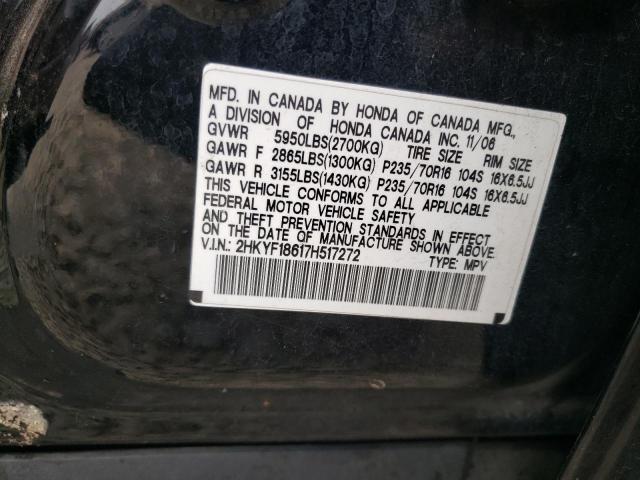 MFD. IN CANADA BY HONDA OF CANADA MFG.,
A DIVISION OF HONDA CANADA INC. 11/06
GVWR 5950LBS(2700KG) TIRE SIZE RIM SIZE
GAWR F 2865LBS(1300KG) P235/70R16 104S 16X6.5JJ
GAWR R 3155LBS(1430KG) P235/70R16 104S 16X6.5JJ
THIS VEHICLE CONFORMS TO ALL APPLICABLE
FEDERAL MOTOR VEHICLE SAFETY
AND THEFT PREVENTION STANDARDS IN EFFECT
ON THE DATE OF MANUFACTURE SHOWN ABOVE.
V.I.N.: 2HKYF18617H517272 TYPE: MPV